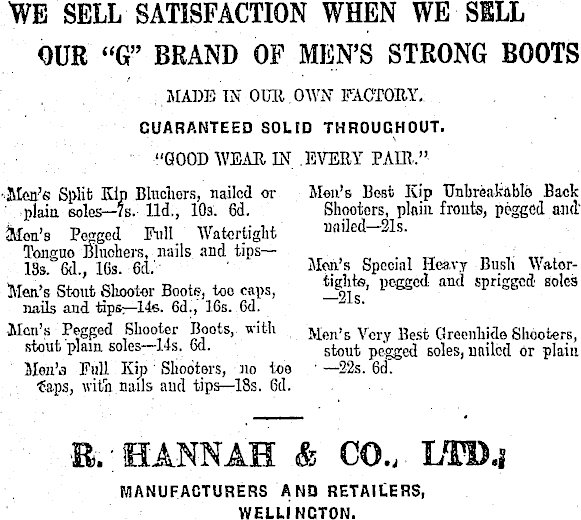 WE SELL SATISFACTION WHEN WE SELL
OUR "G" BRAND OF MEN'S STRONG BOOTS
MADE IN OUR OWN FACTORY.
GUARANTEED SOLID THROUGHOUT.
"GOOD WEAR IN EVERY PAIR."
Men's Split Kip Bluchers, nailed or
plain soles—7s. 11d., 10s. 6d.
Men's Pegged Full Watertight
Tongue Bluchers, nails and tips—
13s. 6d., 16s. 6d.
Men's Stout Shooter Boots, toe caps,
nails and tips—14s. 6d., 16s. 6d.
Men's Pegged Shooter Boots, with
stout plain soles—14s. 6d.
Men's Full Kip Shooters, no toe
caps, with nails and tips—18s. 6d.
Men's Best Kip Unbreakable Back
Shooters, plain fronts, pegged and
nailed—21s.
Men's Special Heavy Bush Water-
tights, pegged and sprigged soles
—21s.
Men's Very Best Greenhide Shooters,
stout pegged soles, nailed or plain
—22s. 6d.
R. HANNAH & CO., LTD.,
MANUFACTURERS AND RETAILERS,
WELLINGTON.